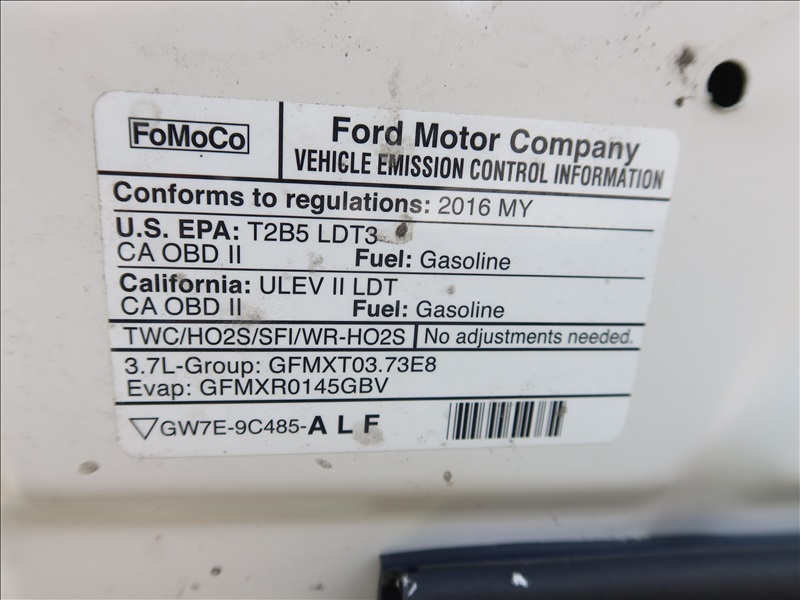 FoMoCo
Ford Motor Company
VEHICLE EMISSION CONTROL INFORMATION
Conforms to regulations: 2016 MY
U.S. EPA: T2B5 LDT3
CA OBD II Fuel: Gasoline
California: ULEV II LDT
CA OBD II Fuel: Gasoline
TWC/HO2S/SFI/WR-HO2S No adjustments needed.
3.7L-Group: GFMXT03.73E8
Evap: GFMXR0145GBV
GW7E-9C485-A L F